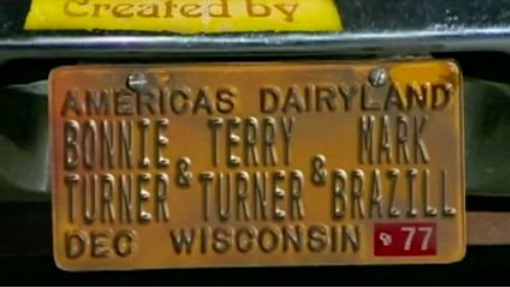 Created by
AMERICAS DAIRYLAND
BONNIE TERRY MARK
TURNER & TURNER & BRAZILL
DEC WISCONSIN 77